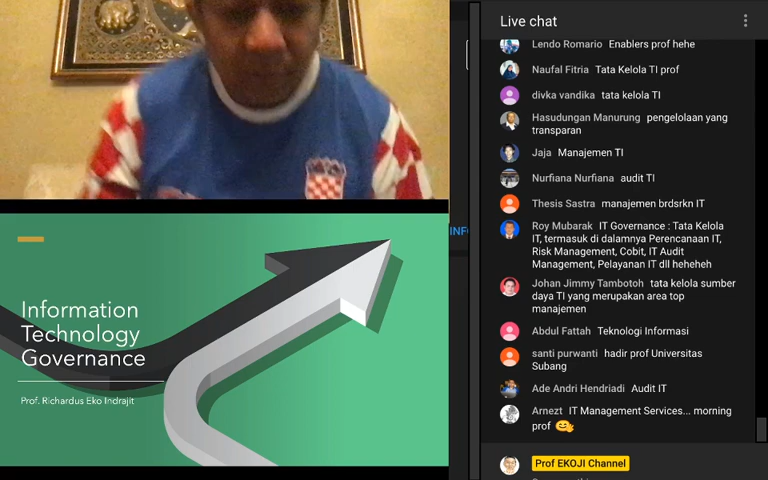 Live chat
Lendo Romario Enablers prof hehe
Naufal Fitria Tata Kelola TI prof
divka vandika tata kelola TI
Hasudungan Manurung pengelolaan yang
transparan
Jaja Manajemen TI
Nurfiana Nurfiana audit TI
Thesis Sastra manajemen brdsrkn IT
Roy Mubarak IT Governance : Tata Kelola
IT, termasuk di dalamnya Perencanaan IT,
Risk Management, Cobit, IT Audit
Management, Pelayanan IT dll heheheh
Johan Jimmy Tambotoh tata kelola sumber
daya TI yang merupakan area top
manajemen
Abdul Fattah Teknologi Informasi
santi purwanti hadir prof Universitas
Subang
Ade Andri Hendriadi Audit IT
Arnezt IT Management Services... morning
prof
Prof EKOJI Channel
Information
Technology
Governance
Prof. Richardus Eko Indrajit